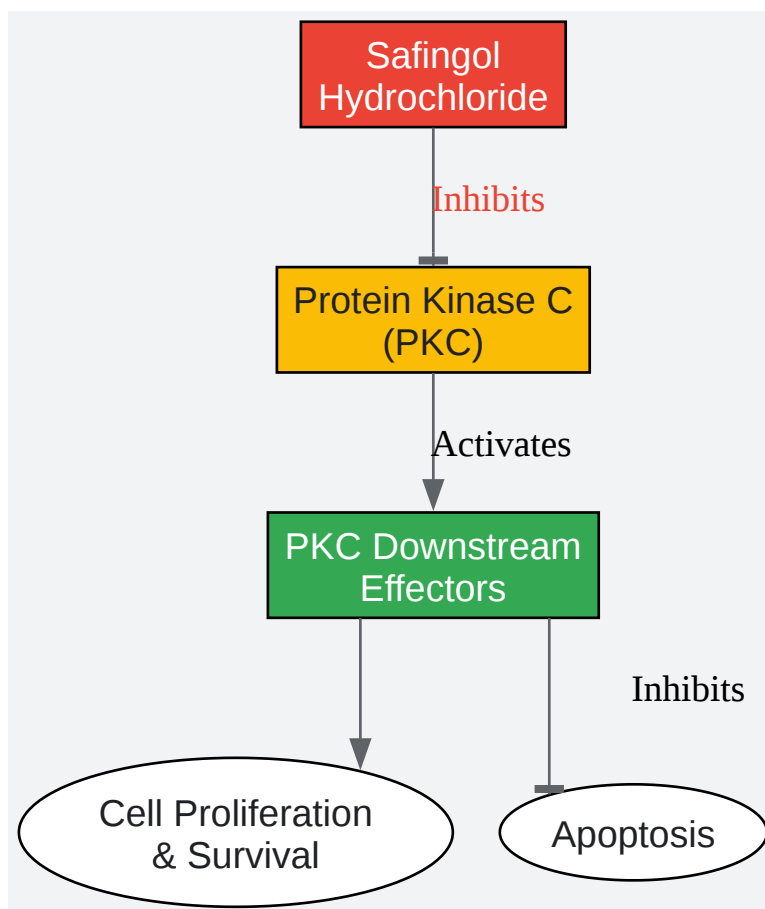 Safingol
Hydrochloride
Inhibits
Protein Kinase C
(PKC)
Activates
PKC Downstream
Effectors
Inhibits
Cell Proliferation
& Survival
Apoptosis